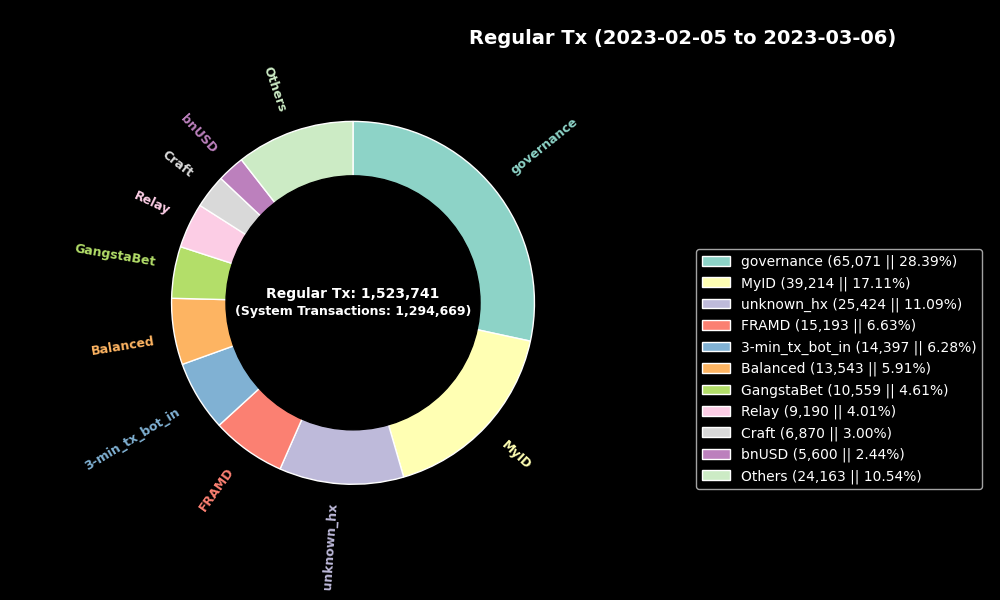 Regular Tx (2023-02-05 to 2023-03-06)
Others
bnUSD
Craft
Relay
GangstaBet
Balanced
3-min_tx_bot_in
FRAMD
unknown_hx
MyID
governance
Regular Tx: 1,523,741
(System Transactions: 1,294,669)
governance (65,071 || 28.39%)
MyID (39,214 || 17.11%)
unknown_hx (25,424 || 11.09%)
FRAMD (15,193 || 6.63%)
3-min_tx_bot_in (14,397 || 6.28%)
Balanced (13,543 || 5.91%)
GangstaBet (10,559 || 4.61%)
Relay (9,190 || 4.01%)
Craft (6,870 || 3.00%)
bnUSD (5,600 || 2.44%)
Others (24,163 || 10.54%)